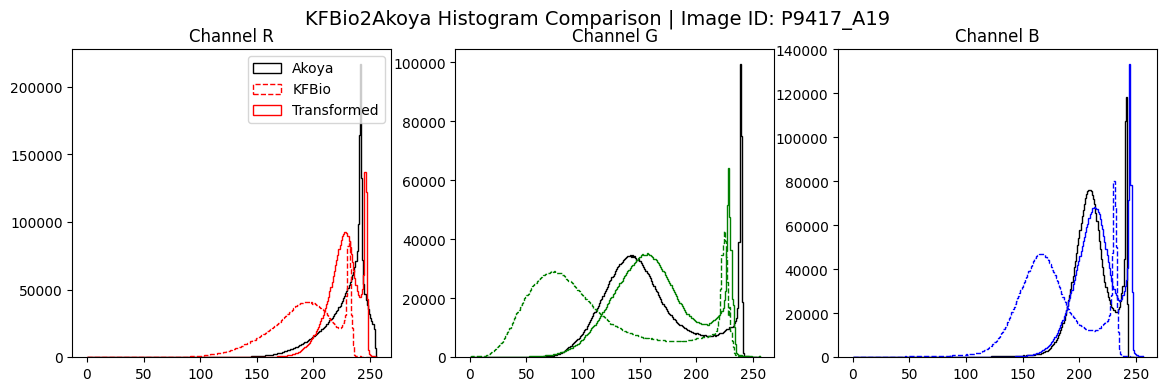 KFBio2Akoya Histogram Comparison | Image ID: P9417_A19
Channel R
Channel G
Channel B
Akoya
KFBio
Transformed
200000
150000
100000
50000
0
0 50 100 150 200 250
100000
80000
60000
40000
20000
0
0 50 100 150 200 250
140000
120000
100000
80000
60000
40000
20000
0
0 50 100 150 200 250